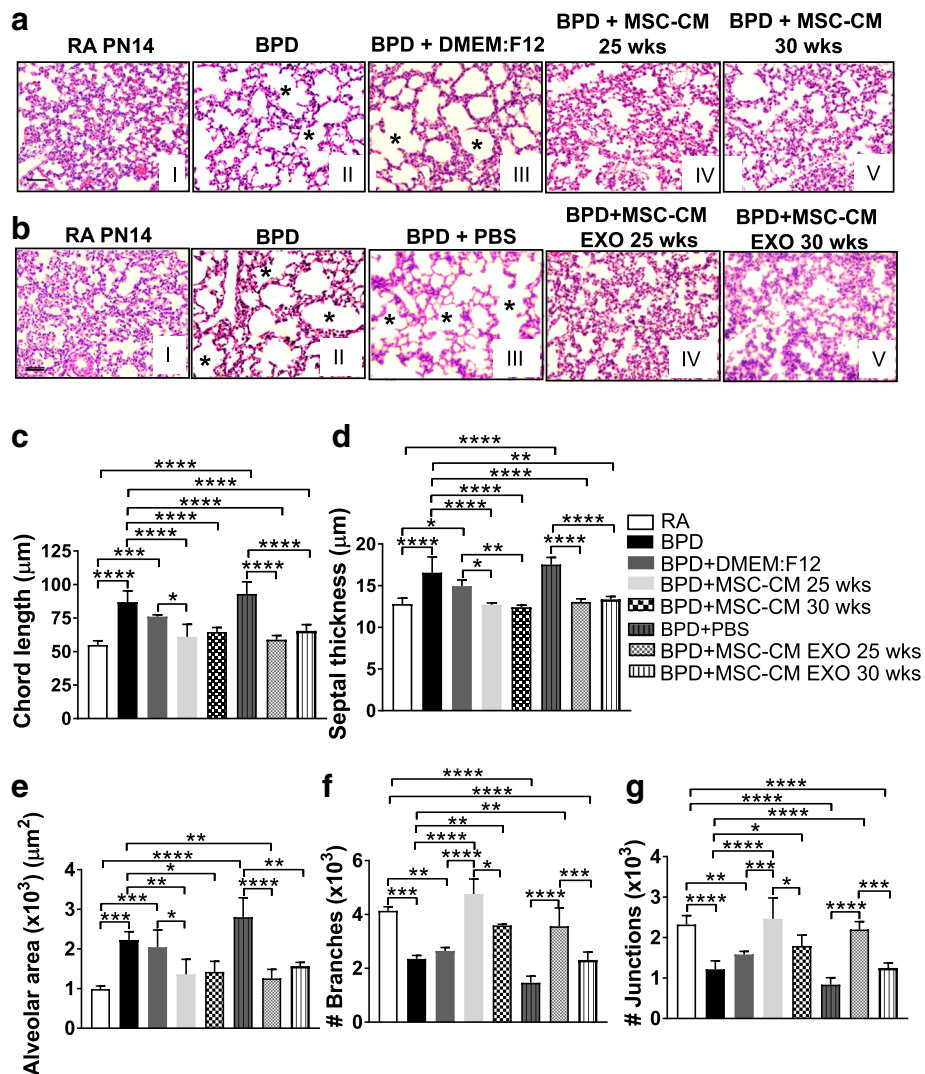 a
RA PN14
BPD
BPD + DMEM:F12
BPD + MSC-CM
25 wks
BPD + MSC-CM
30 wks
*
*
*
*
I
II
III
IV
V
b
RA PN14
BPD
BPD + PBS
BPD+MSC-CM
EXO 25 wks
BPD+MSC-CM
EXO 30 wks
*
*
*
*
*
*
I
II
III
IV
V
c
****
****
****
****
****
***
****
*
****
****
Chord length (μm)
125
100
75
50
25
0
d
****
**
****
****
****
*
****
**
*
****
****
Septal thickness (μm)
20
15
10
5
0
RA
BPD
BPD+DMEM:F12
BPD+MSC-CM 25 wks
BPD+MSC-CM 30 wks
BPD+PBS
BPD+MSC-CM EXO 25 wks
BPD+MSC-CM EXO 30 wks
e
**
****
*
**
***
***
*
**
****
Alveolar area (x10³) (μm²)
4
3
2
1
0
f
****
****
**
**
****
****
*
**
***
***
****
# Branches (x10³)
6
4
2
0
g
****
****
****
*
****
***
*
**
****
***
****
# Junctions (x10³)
4
3
2
1
0